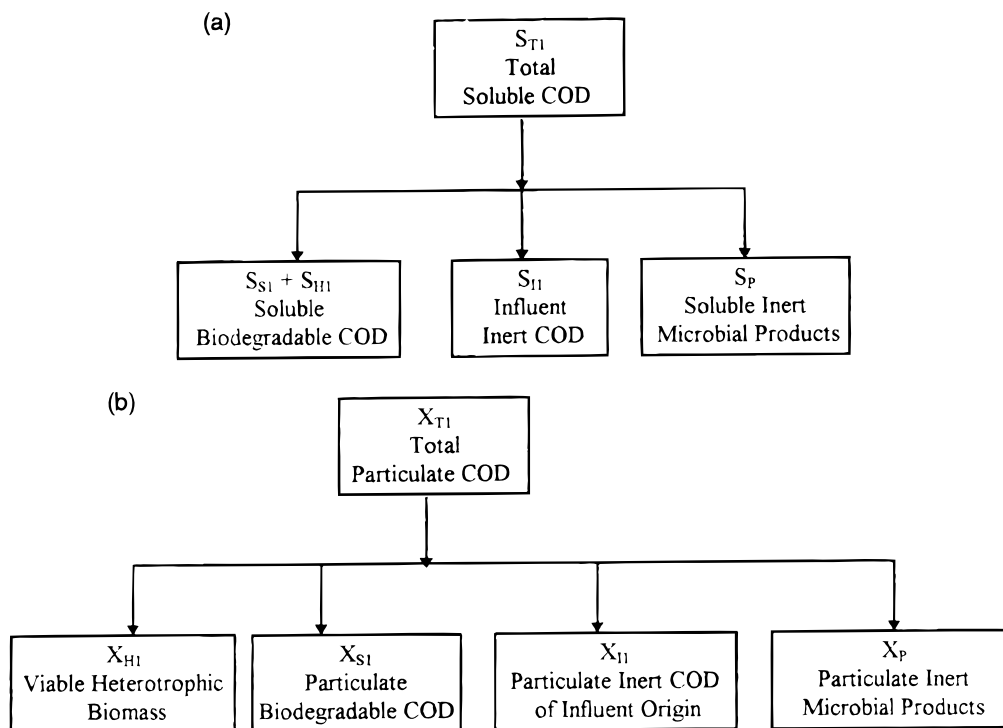 (a)
S_T1
Total
Soluble COD
S_S1 + S_H1
Soluble
Biodegradable COD
S_I1
Influent
Inert COD
S_P
Soluble Inert
Microbial Products
(b)
X_T1
Total
Particulate COD
X_H1
Viable Heterotrophic
Biomass
X_S1
Particulate
Biodegradable COD
X_I1
Particulate Inert COD
of Influent Origin
X_P
Particulate Inert
Microbial Products